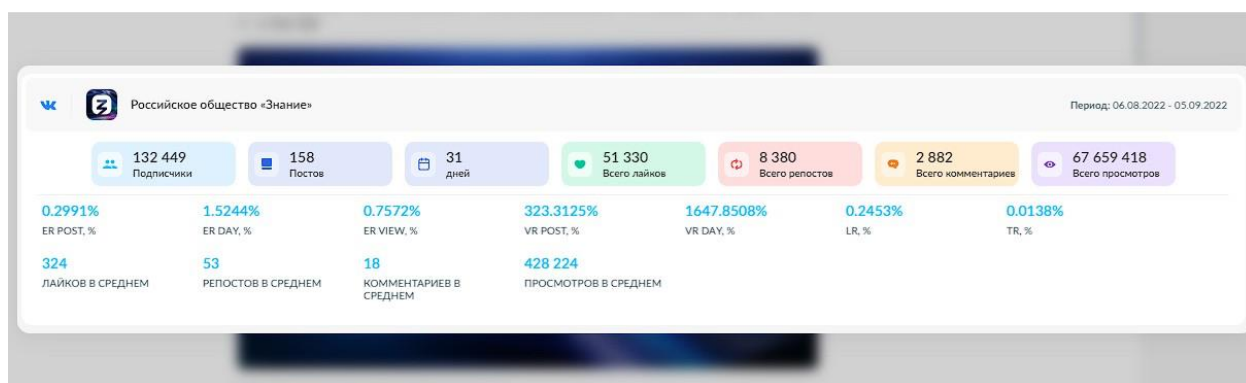 Российское общество «Знание»
Период: 06.08.2022 - 05.09.2022
132 449
Подписчики
158
Постов
31
дней
51 330
Всего лайков
8 380
Всего репостов
2 882
Всего комментариев
67 659 418
Всего просмотров
0.2991%
ER POST, %
1.5244%
ER DAY, %
0.7572%
ER VIEW, %
323.3125%
VR POST, %
1647.8508%
VR DAY, %
0.2453%
LR, %
0.0138%
TR, %
324
ЛАЙКОВ В СРЕДНЕМ
53
РЕПОСТОВ В СРЕДНЕМ
18
КОММЕНТАРИЕВ В
СРЕДНЕМ
428 224
ПРОСМОТРОВ В СРЕДНЕМ